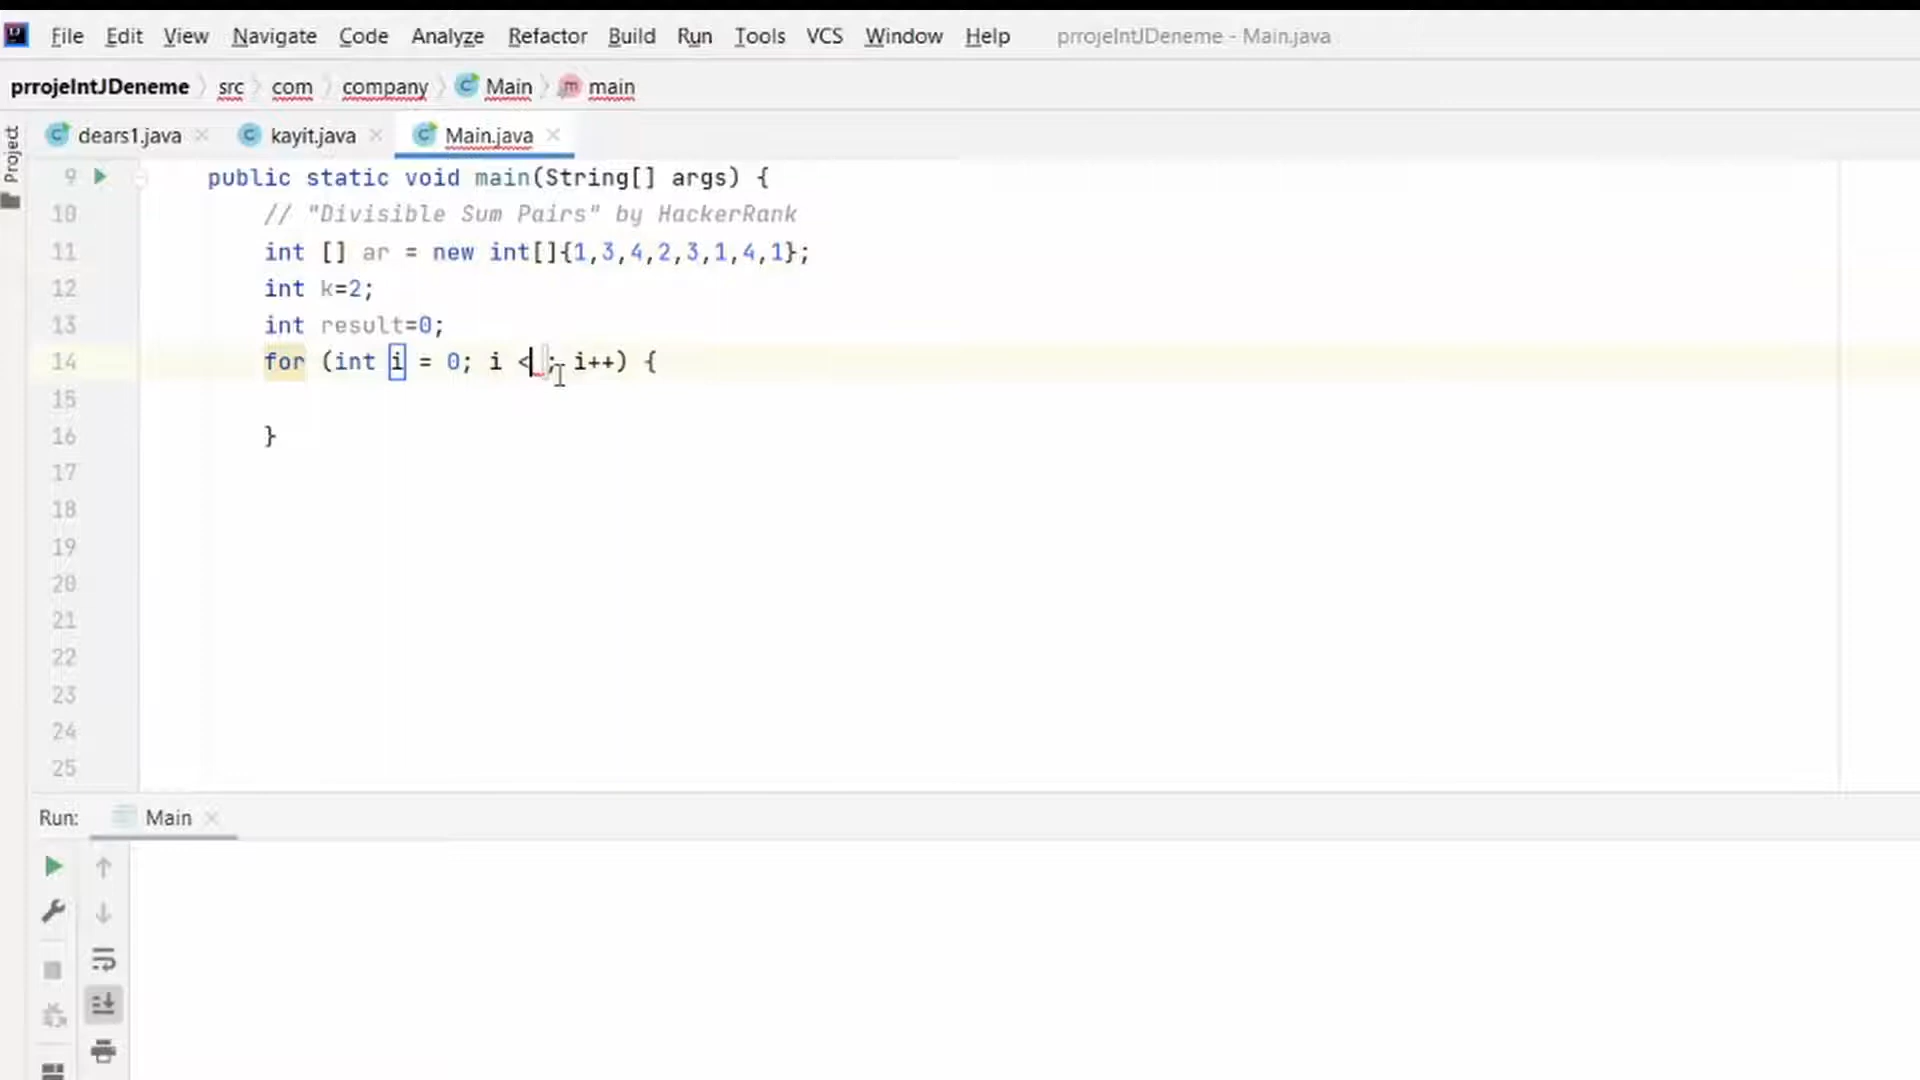 File Edit View Navigate Code Analyze Refactor Build Run Tools VCS Window Help prrojeIntJDeneme - Main.java
prrojeIntJDeneme src com company Main main
dears1.java kayit.java Main.java
Project
9 public static void main(String[] args) {
10 // "Divisible Sum Pairs" by HackerRank
11 int [] ar = new int[]{1,3,4,2,3,1,4,1};
12 int k=2;
13 int result=0;
14 for (int i = 0; i < ; i++) {
15
16 }
17
18
19
20
21
22
23
24
25
Run: Main